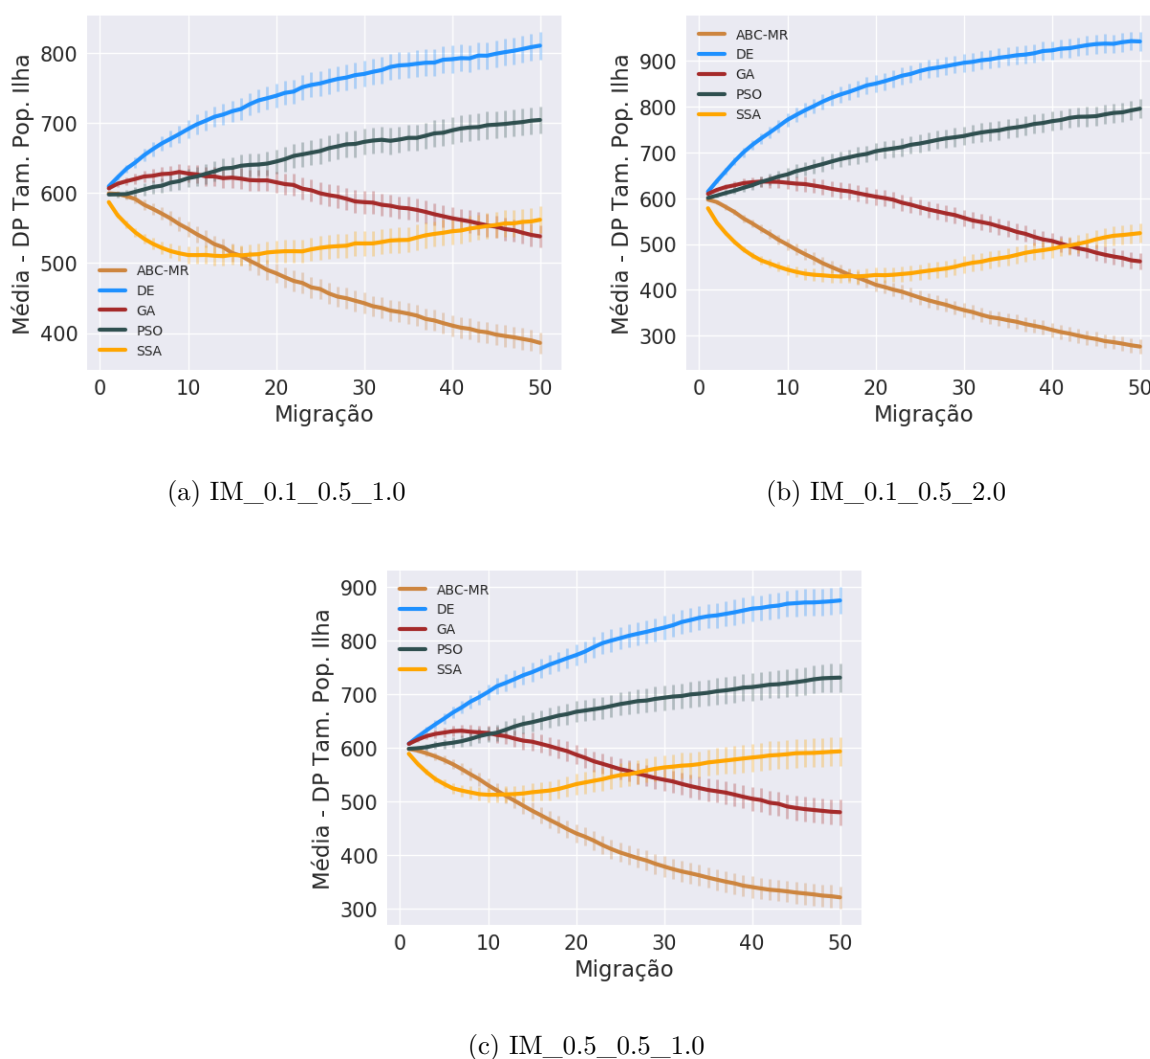 Média - DP Tam. Pop. Ilha
800
700
600
500
400
ABC-MR
DE
GA
PSO
SSA
0 10 20 30 40 50
Migração
(a) IM_0.1_0.5_1.0
Média - DP Tam. Pop. Ilha
900
800
700
600
500
400
300
ABC-MR
DE
GA
PSO
SSA
0 10 20 30 40 50
Migração
(b) IM_0.1_0.5_2.0
Média - DP Tam. Pop. Ilha
900
800
700
600
500
400
300
ABC-MR
DE
GA
PSO
SSA
0 10 20 30 40 50
Migração
(c) IM_0.5_0.5_1.0